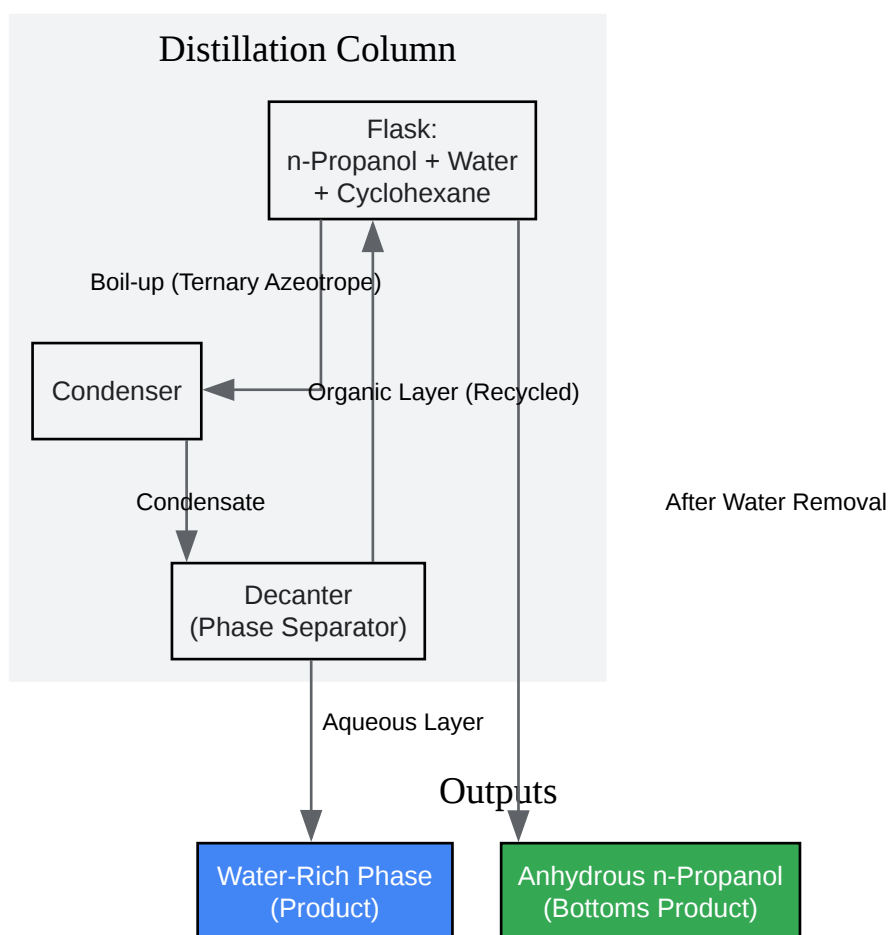 Distillation Column
Flask:
n-Propanol + Water
+ Cyclohexane
Boil-up (Ternary Azeotrope)
Condenser
Organic Layer (Recycled)
Condensate
After Water Removal
Decanter
(Phase Separator)
Aqueous Layer
Outputs
Water-Rich Phase
(Product)
Anhydrous n-Propanol
(Bottoms Product)